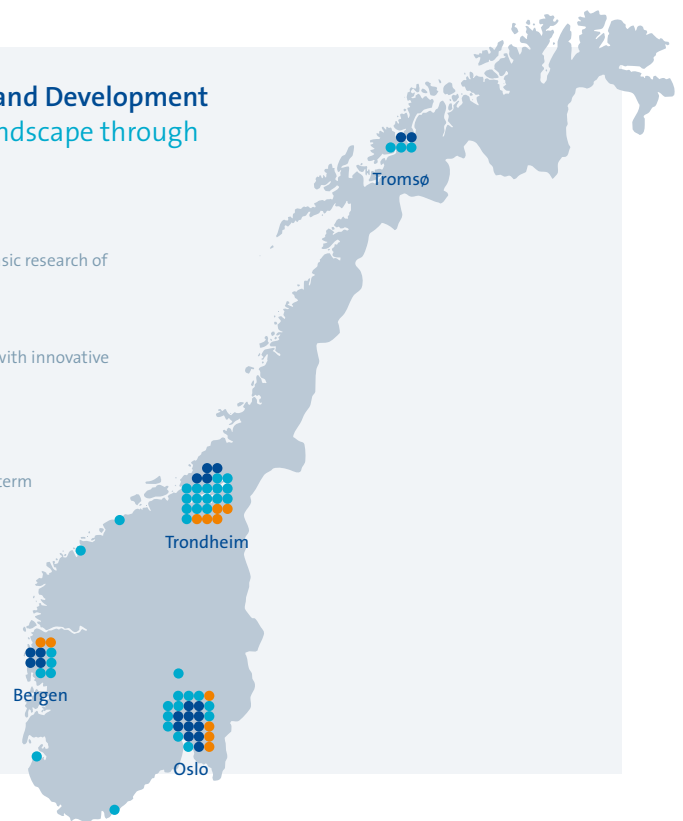 and Development
ndscape through
Tromsø
sic research of
with innovative
term
Trondheim
Bergen
Oslo